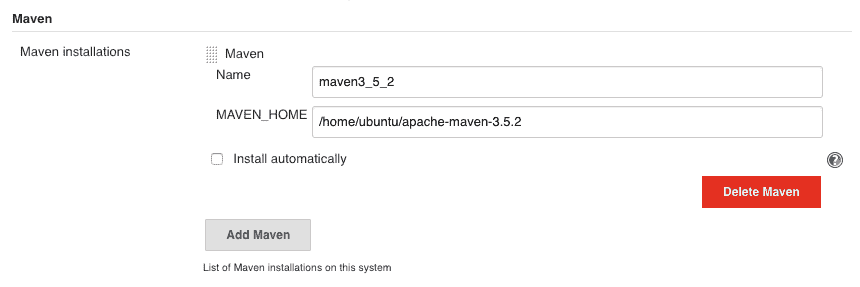 Maven
Maven installations
Maven
Name
maven3_5_2
MAVEN_HOME
/home/ubuntu/apache-maven-3.5.2
Install automatically
?
Delete Maven
Add Maven
List of Maven installations on this system